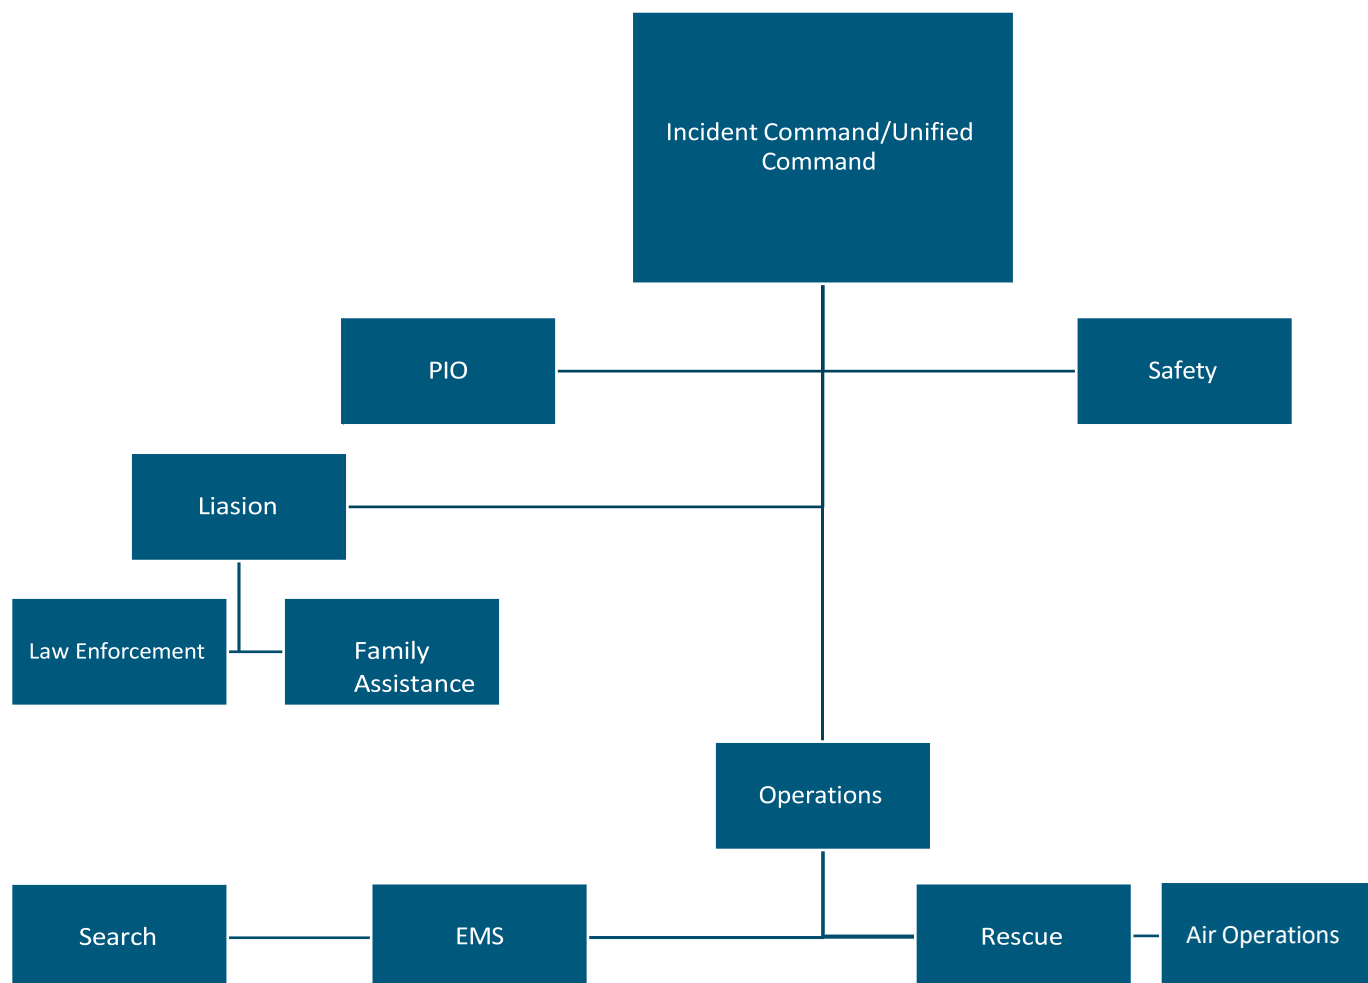 Incident Command/Unified
Command
PIO
Safety
Liasion
Law Enforcement
Family
Assistance
Operations
Search
EMS
Rescue
Air Operations